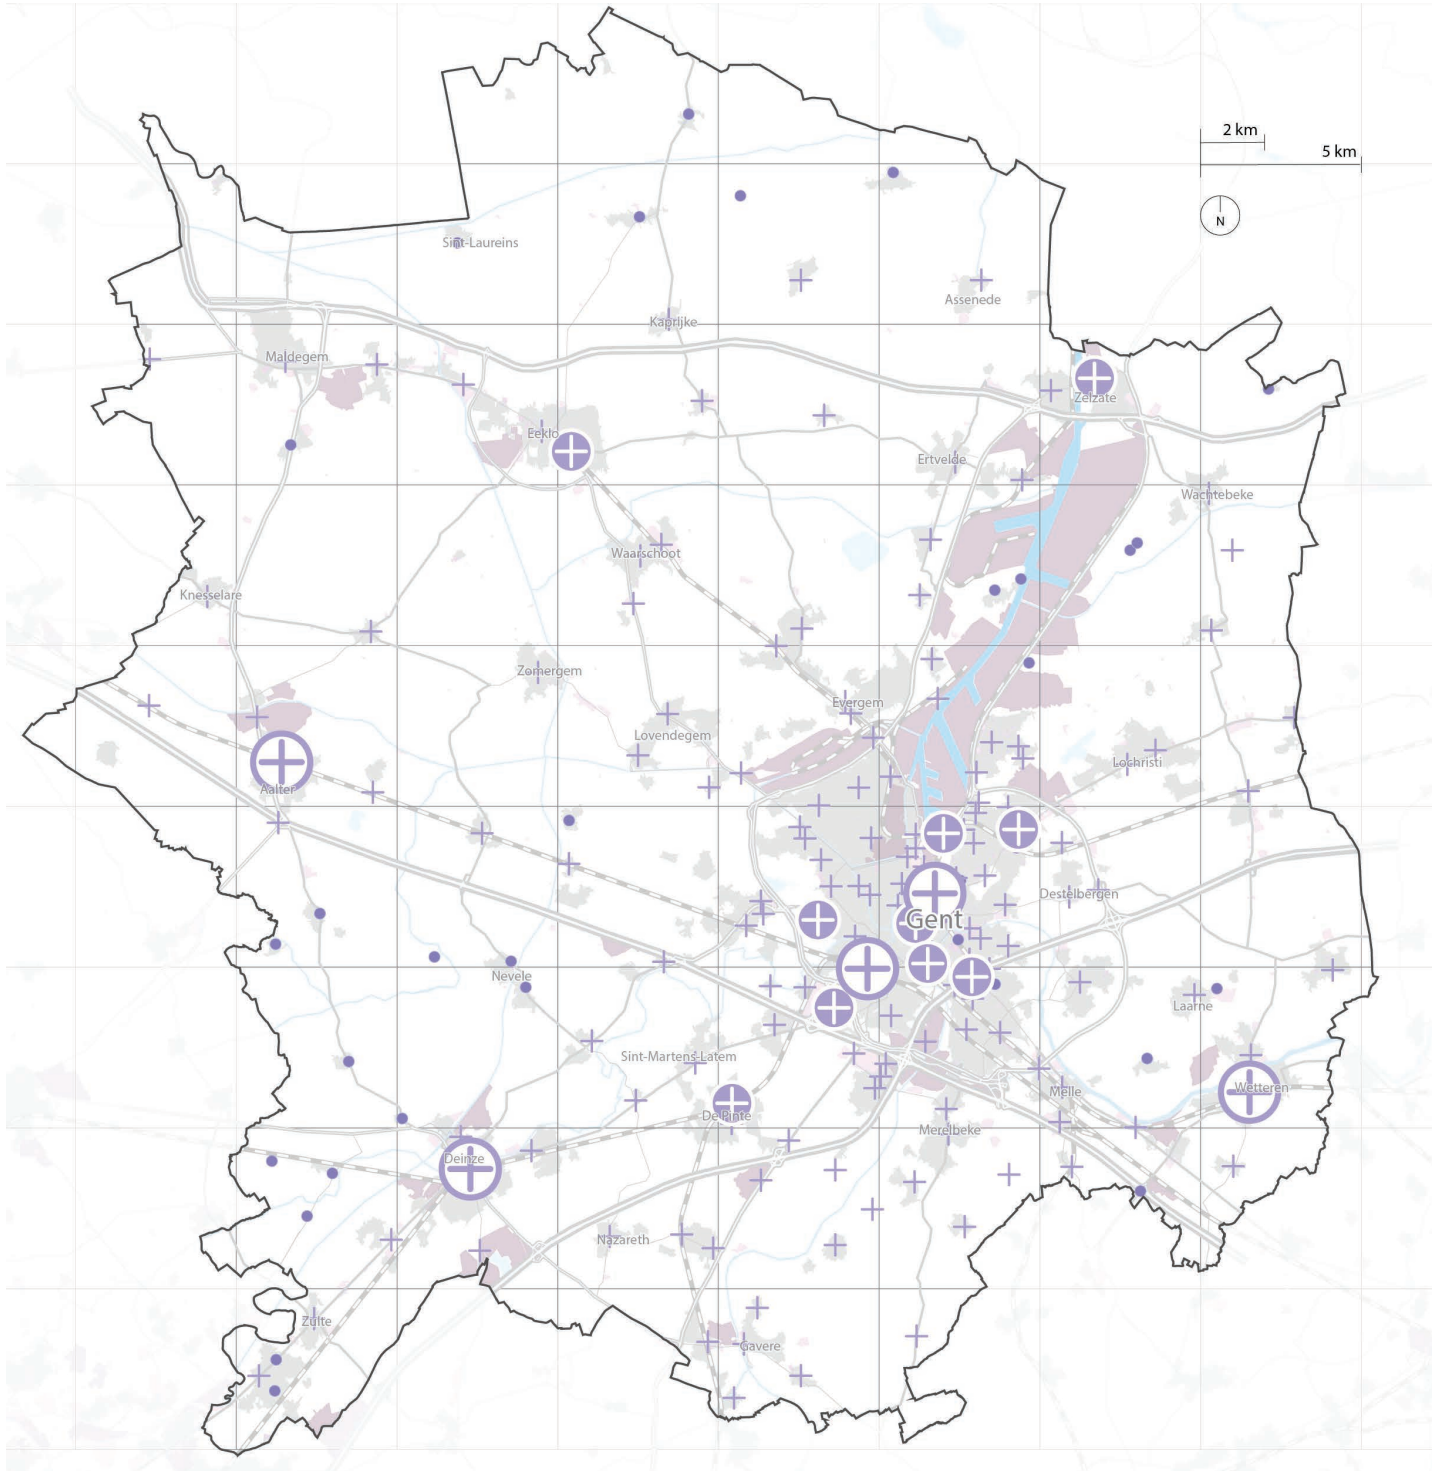 2 km
5 km
N
Sint-Laureins
Assenede
Kaprijke
Maldegem
Zelzate
Eeklo
Ertvelde
Wachtebeke
Waarschoot
Knesselare
Zomergem
Evergem
Lovendegem
Lochristi
Aalter
Destelbergen
Gent
Nevele
Laarne
Sint-Martens-Latem
Wetteren
Melle
De Pinte
Merelbeke
Deinze
Nazareth
Zulte
Gavere